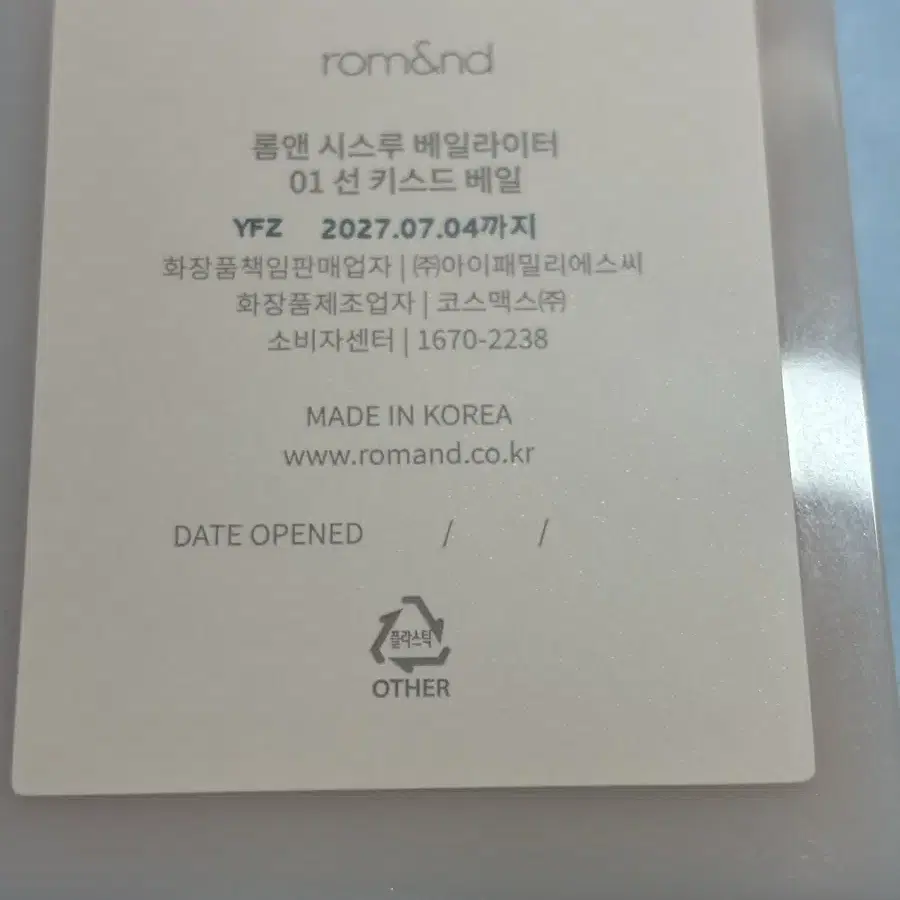 rom&nd
롬앤 시스루 베일라이터
01 선 키스드 베일
YFZ 2027.07.04까지
화장품책임판매업자 | ㈜아이패밀리에스씨
화장품제조업자 | 코스맥스㈜
소비자센터 | 1670-2238
MADE IN KOREA
www.romand.co.kr
DATE OPENED / /
플라스틱
OTHER